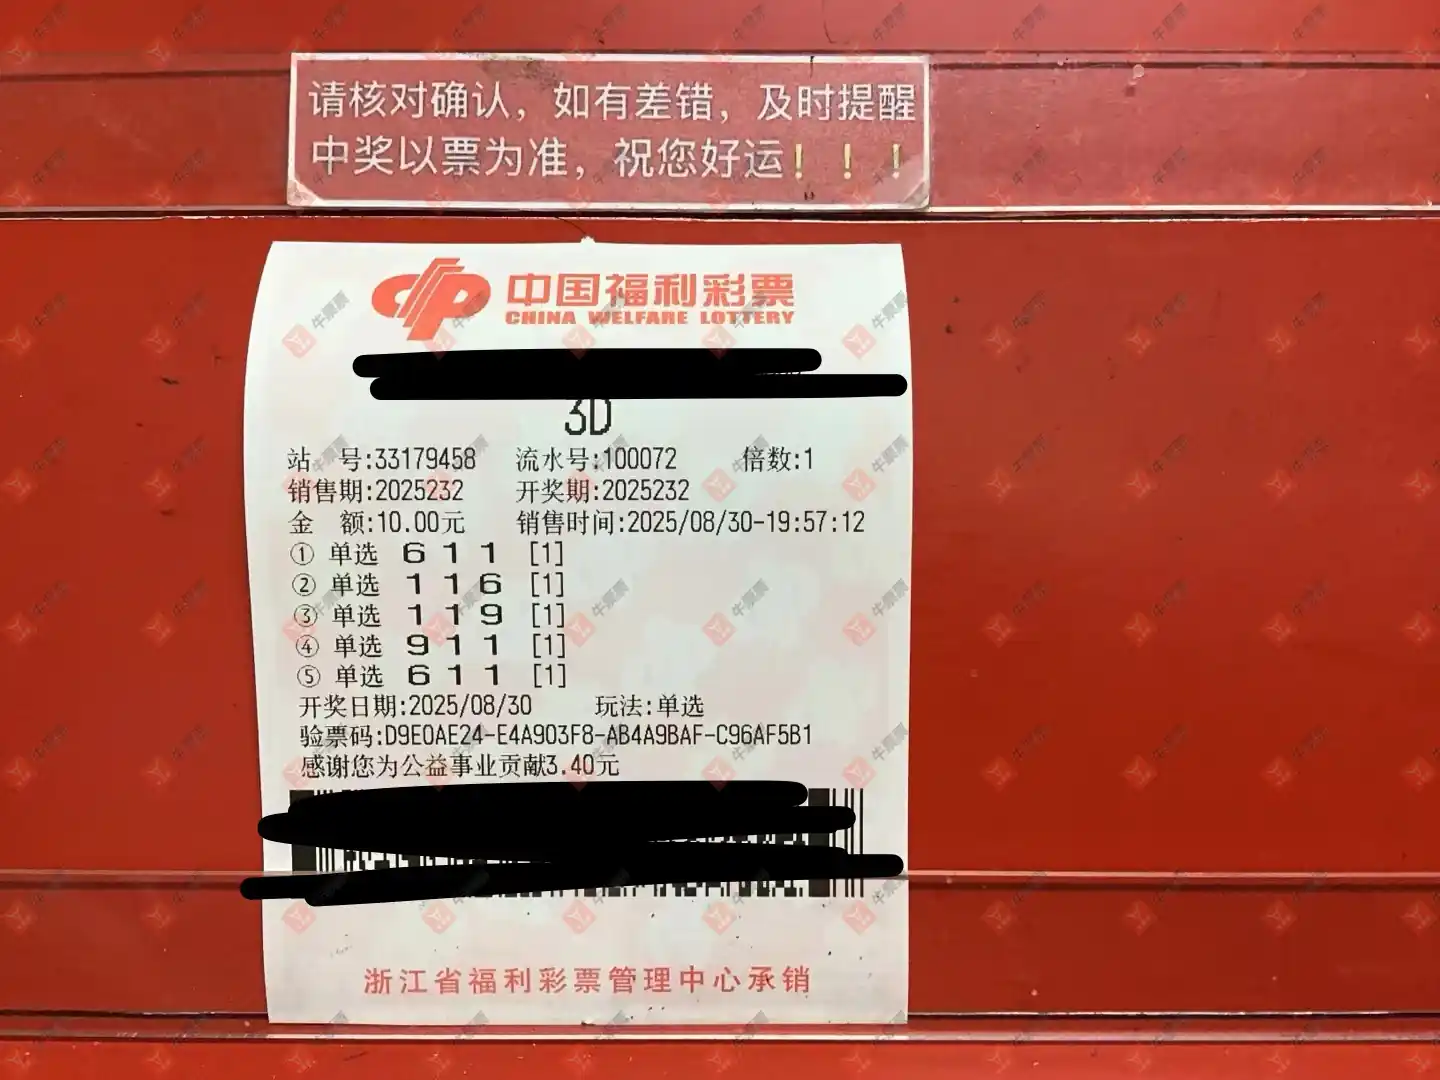 请核对确认，如有差错，及时提醒
中奖以票为准，祝您好运！！！
中国福利彩票
CHINA WELFARE LOTTERY
3D
站 号:33179458 流水号:100072 倍数:1
销售期:2025232 开奖期:2025232
金 额:10.00元 销售时间:2025/08/30-19:57:12
① 单选 6 1 1 [1]
② 单选 1 1 6 [1]
③ 单选 1 1 9 [1]
④ 单选 9 1 1 [1]
⑤ 单选 6 1 1 [1]
开奖日期:2025/08/30 玩法:单选
验票码:D9E0AE24-E4A903F8-AB4A9BAF-C96AF5B1
感谢您为公益事业贡献3.40元
浙江省福利彩票管理中心承销
牛票票